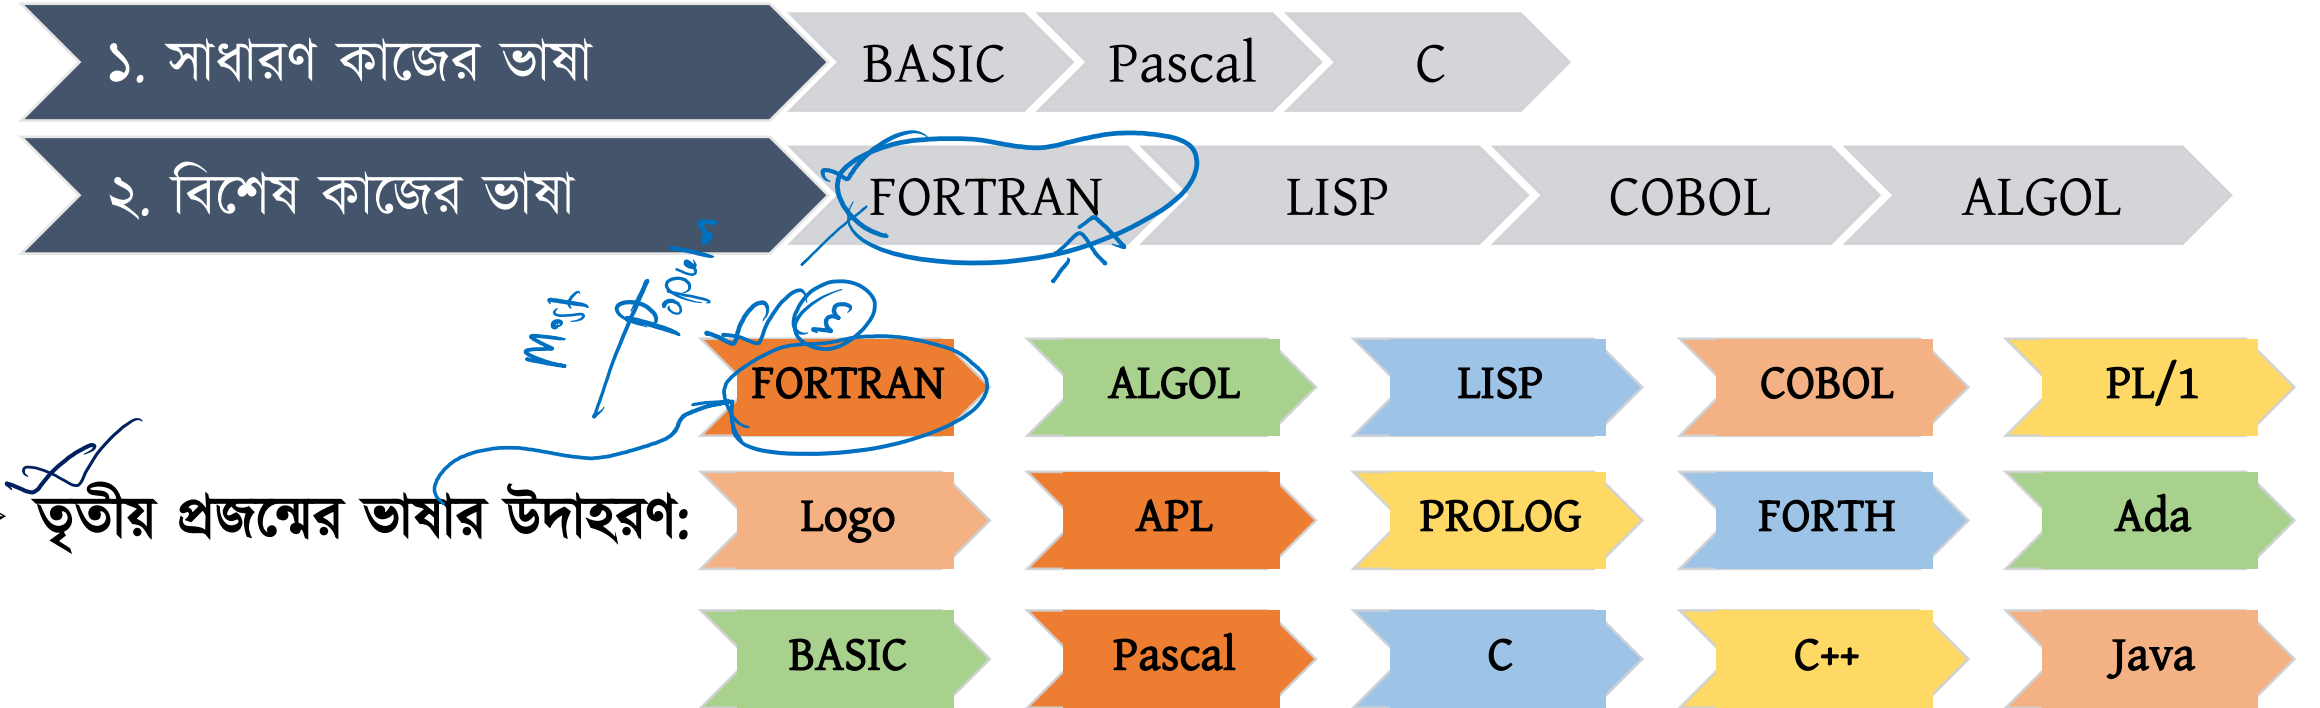 ১. সাধারণ কাজের ভাষা BASIC Pascal C
২. বিশেষ কাজের ভাষা FORTRAN LISP COBOL ALGOL
Most
FORTRAN ALGOL LISP COBOL PL/1
তৃতীয় প্রজন্মের ভাষার উদাহরণ: Logo APL PROLOG FORTH Ada
BASIC Pascal C C++ Java